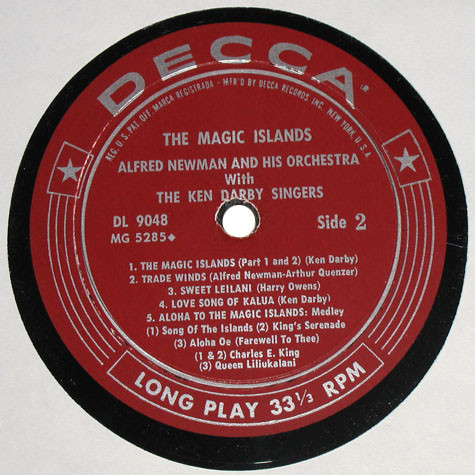 DECCA
REG. U.S. PAT. OFF. MARCA REGISTRADA - MF'D BY DECCA RECORDS INC. NEW YORK, U.S.A.
THE MAGIC ISLANDS
ALFRED NEWMAN AND HIS ORCHESTRA
With
THE KEN DARBY SINGERS
DL 9048
MG 5285◆
Side 2
1. THE MAGIC ISLANDS (Part 1 and 2) (Ken Darby)
2. TRADE WINDS (Alfred Newman-Arthur Quenzer)
3. SWEET LEILANI (Harry Owens)
4. LOVE SONG OF KALUA (Ken Darby)
5. ALOHA TO THE MAGIC ISLANDS: Medley
(1) Song Of The Islands (2) King's Serenade
(3) Aloha Oe (Farewell To Thee)
(1 & 2) Charles E. King
(3) Queen Liliukalani
LONG PLAY 33 1/3 RPM